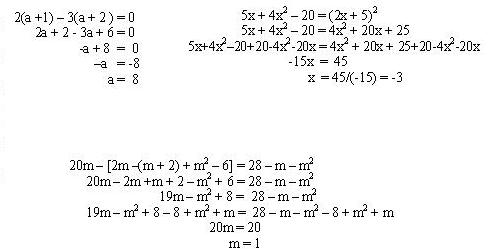 2(a +1) – 3(a + 2 ) = 0
2a + 2 - 3a + 6 = 0
-a + 8 = 0
–a = -8
a = 8
5x + 4x² – 20 = (2x + 5)²
5x + 4x² – 20 = 4x² + 20x + 25
5x+4x²–20+20-4x²-20x = 4x² + 20x + 25+20-4x²-20x
-15x = 45
x = 45/(-15) = -3
20m – [2m –(m + 2) + m² – 6] = 28 – m – m²
20m – 2m +m + 2 – m² + 6 = 28 – m – m²
19m – m² + 8 = 28 – m – m²
19m – m² + 8 – 8 + m² + m = 28 – m – m² – 8 + m² + m
20m = 20
m = 1